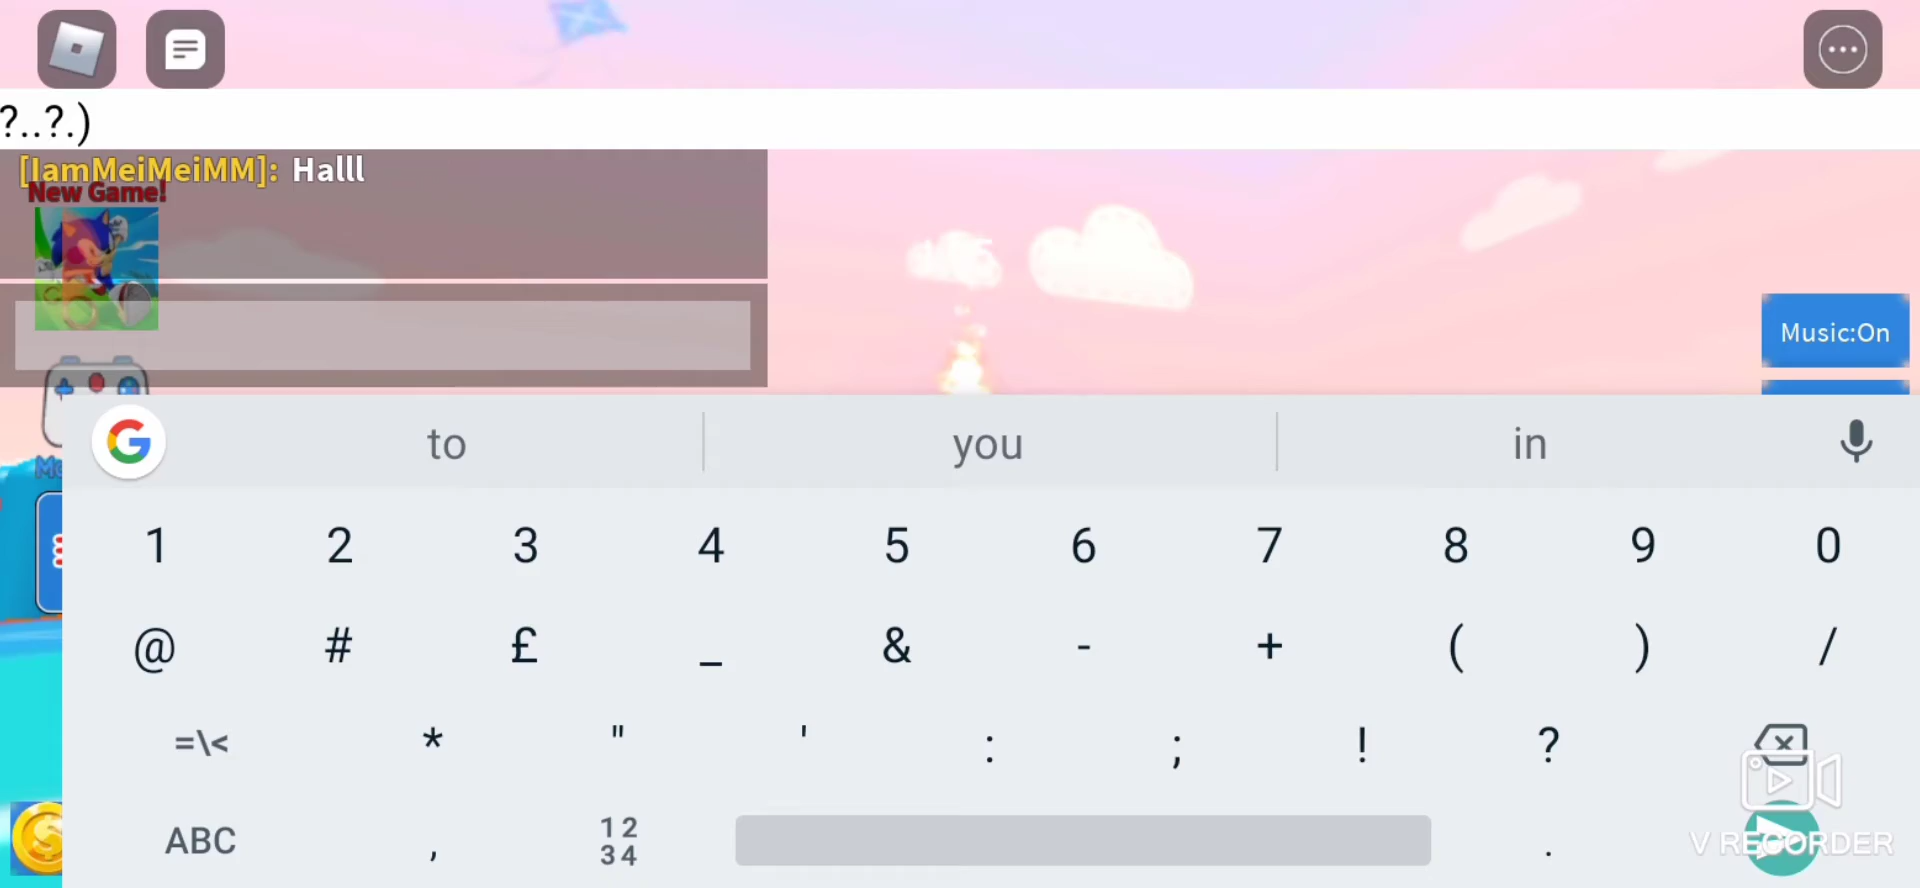 ?..?.)
[IamMeiMeiMM]: Halll
New Game!
Music:On
to you in
1 2 3 4 5 6 7 8 9 0
@ # £ _ & - + ( ) /
=\< * " ' : ; ! ?
ABC , 12 34 .
V RECORDER